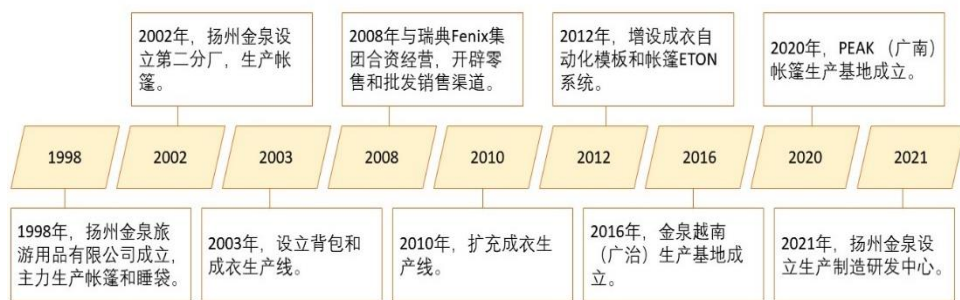 2002年，扬州金泉设
立第二分厂，生产帐
篷。
2008年与瑞典Fenix集
团合资经营，开辟零
售和批发销售渠道。
2012年，增设成衣自
动化模板和帐篷ETON
系统。
2020年，PEAK （广南）
帐篷生产基地成立。
1998
2002
2003
2008
2010
2012
2016
2020
2021
1998年，扬州金泉旅
游用品有限公司成立，
主力生产帐篷和睡袋。
2003年，设立背包和
成衣生产线。
2010年，扩充成衣生
产线。
2016年，金泉越南
（广治）生产基地成
立。
2021年，扬州金泉设
立生产制造研发中心。